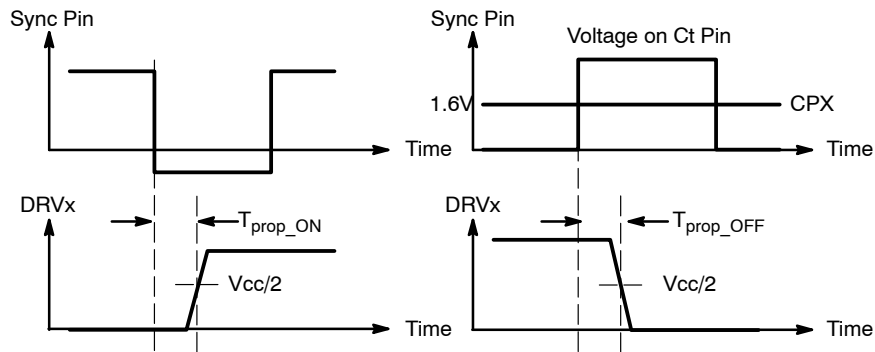 Sync Pin
Time
DRVx
T_prop_ON
Vcc/2
Time
Sync Pin
Voltage on Ct Pin
1.6V
CPX
Time
DRVx
T_prop_OFF
Vcc/2
Time